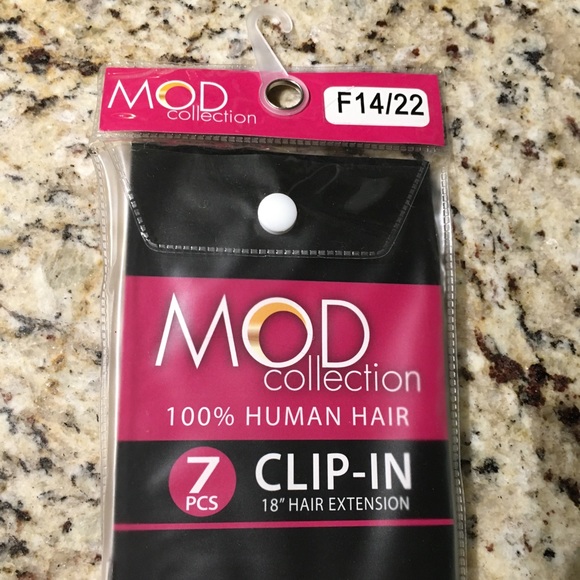 MOD
collection
F14/22
MOD
collection
100% HUMAN HAIR
7
PCS
CLIP-IN
18" HAIR EXTENSION